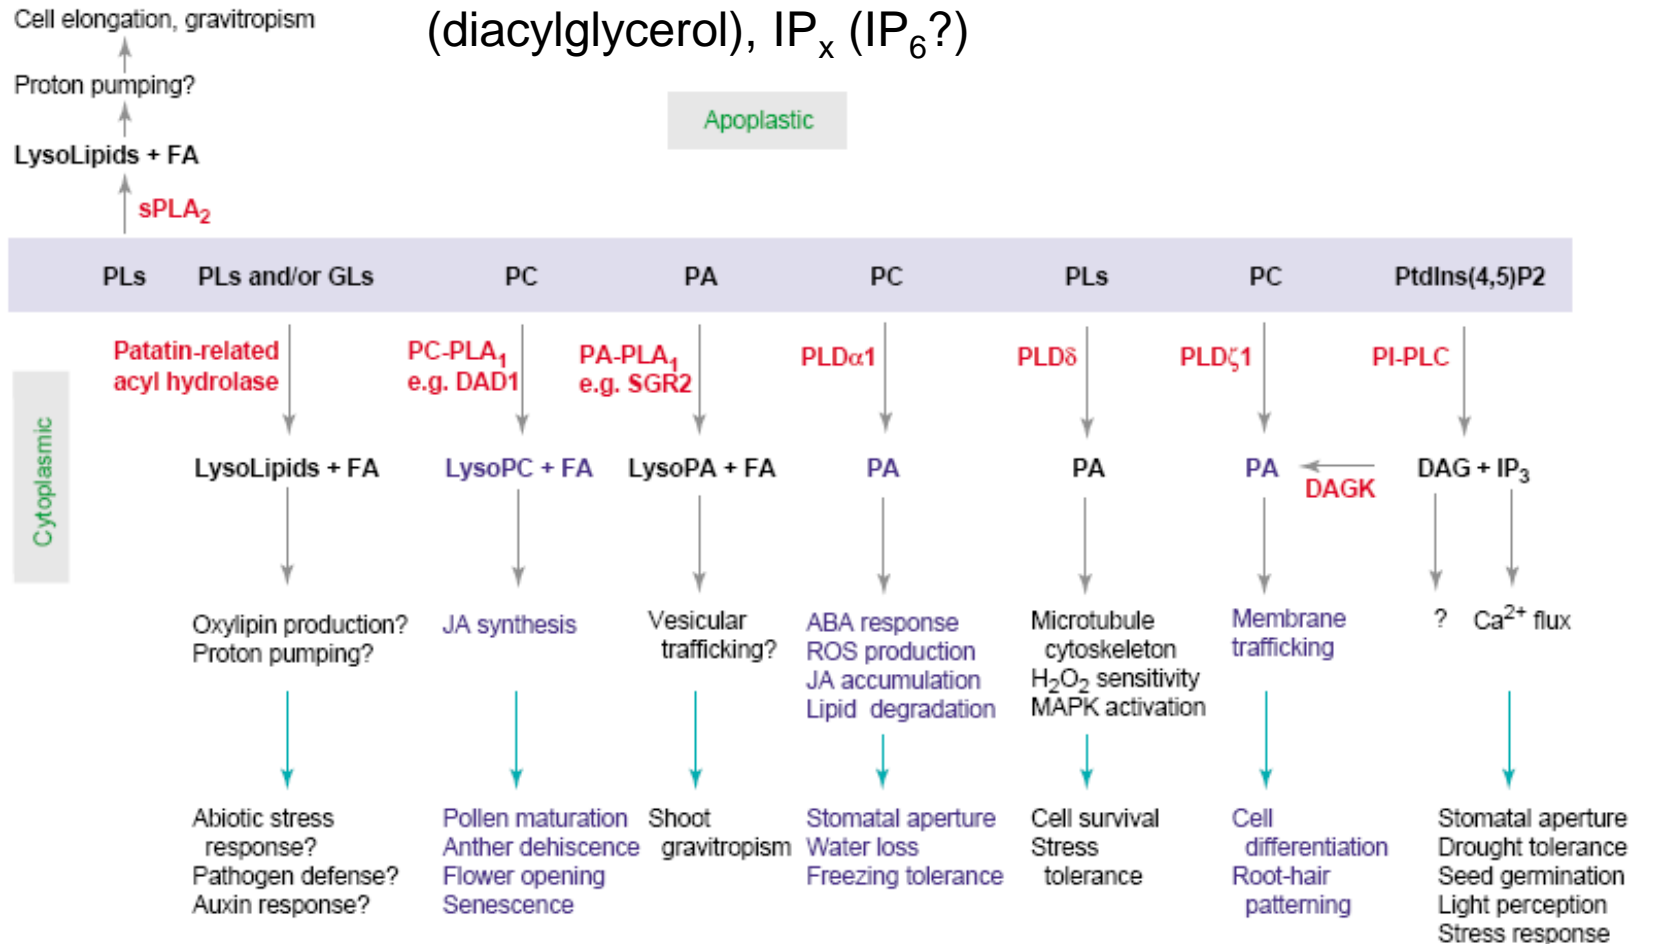 Cell elongation, gravitropism
(diacylglycerol), IPx (IP6?)
Proton pumping?
Apoplastic
LysoLipids + FA
sPLA2
PLs
PLs and/or GLs
PC
PA
PC
PLs
PC
PtdIns(4,5)P2
Patatin-related
acyl hydrolase
PC-PLA1
e.g. DAD1
PA-PLA1
e.g. SGR2
PLDα1
PLDδ
PLDζ1
PI-PLC
Cytoplasmic
LysoLipids + FA
LysoPC + FA
LysoPA + FA
PA
PA
PA
DAGK
DAG + IP3
Oxylipin production?
Proton pumping?
JA synthesis
Vesicular
trafficking?
ABA response
ROS production
JA accumulation
Lipid degradation
Microtubule
cytoskeleton
H2O2 sensitivity
MAPK activation
Membrane
trafficking
?
Ca2+ flux
Abiotic stress
response?
Pathogen defense?
Auxin response?
Pollen maturation
Anther dehiscence
Flower opening
Senescence
Shoot
gravitropism
Stomatal aperture
Water loss
Freezing tolerance
Cell survival
Stress
tolerance
Cell
differentiation
Root-hair
patterning
Stomatal aperture
Drought tolerance
Seed germination
Light perception
Stress response